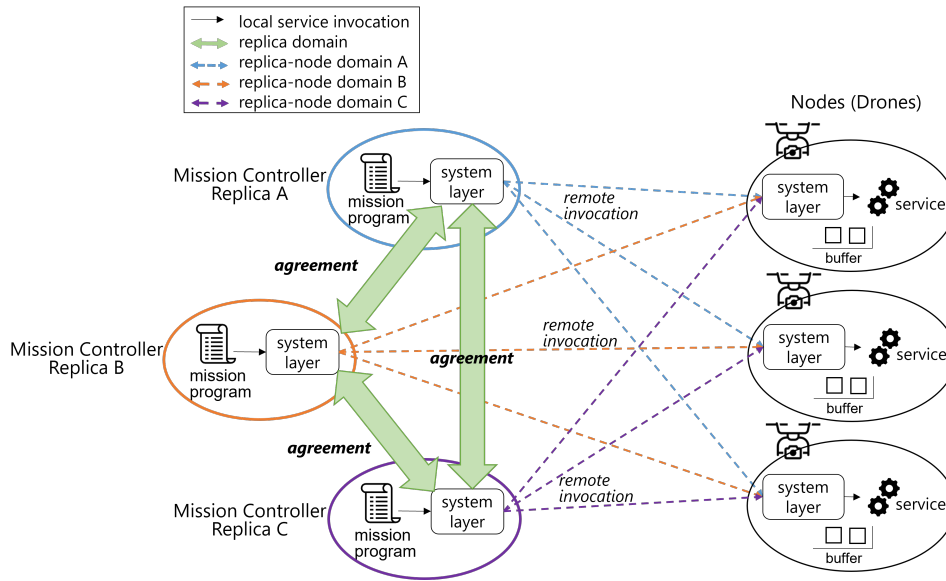 local service invocation
replica domain
replica-node domain A
replica-node domain B
replica-node domain C
Nodes (Drones)
Mission Controller
Replica A
mission
program
system
layer
remote
invocation
system
layer
service
buffer
agreement
Mission Controller
Replica B
mission
program
system
layer
agreement
remote
invocation
system
layer
service
buffer
agreement
Mission Controller
Replica C
mission
program
system
layer
remote
invocation
system
layer
service
buffer